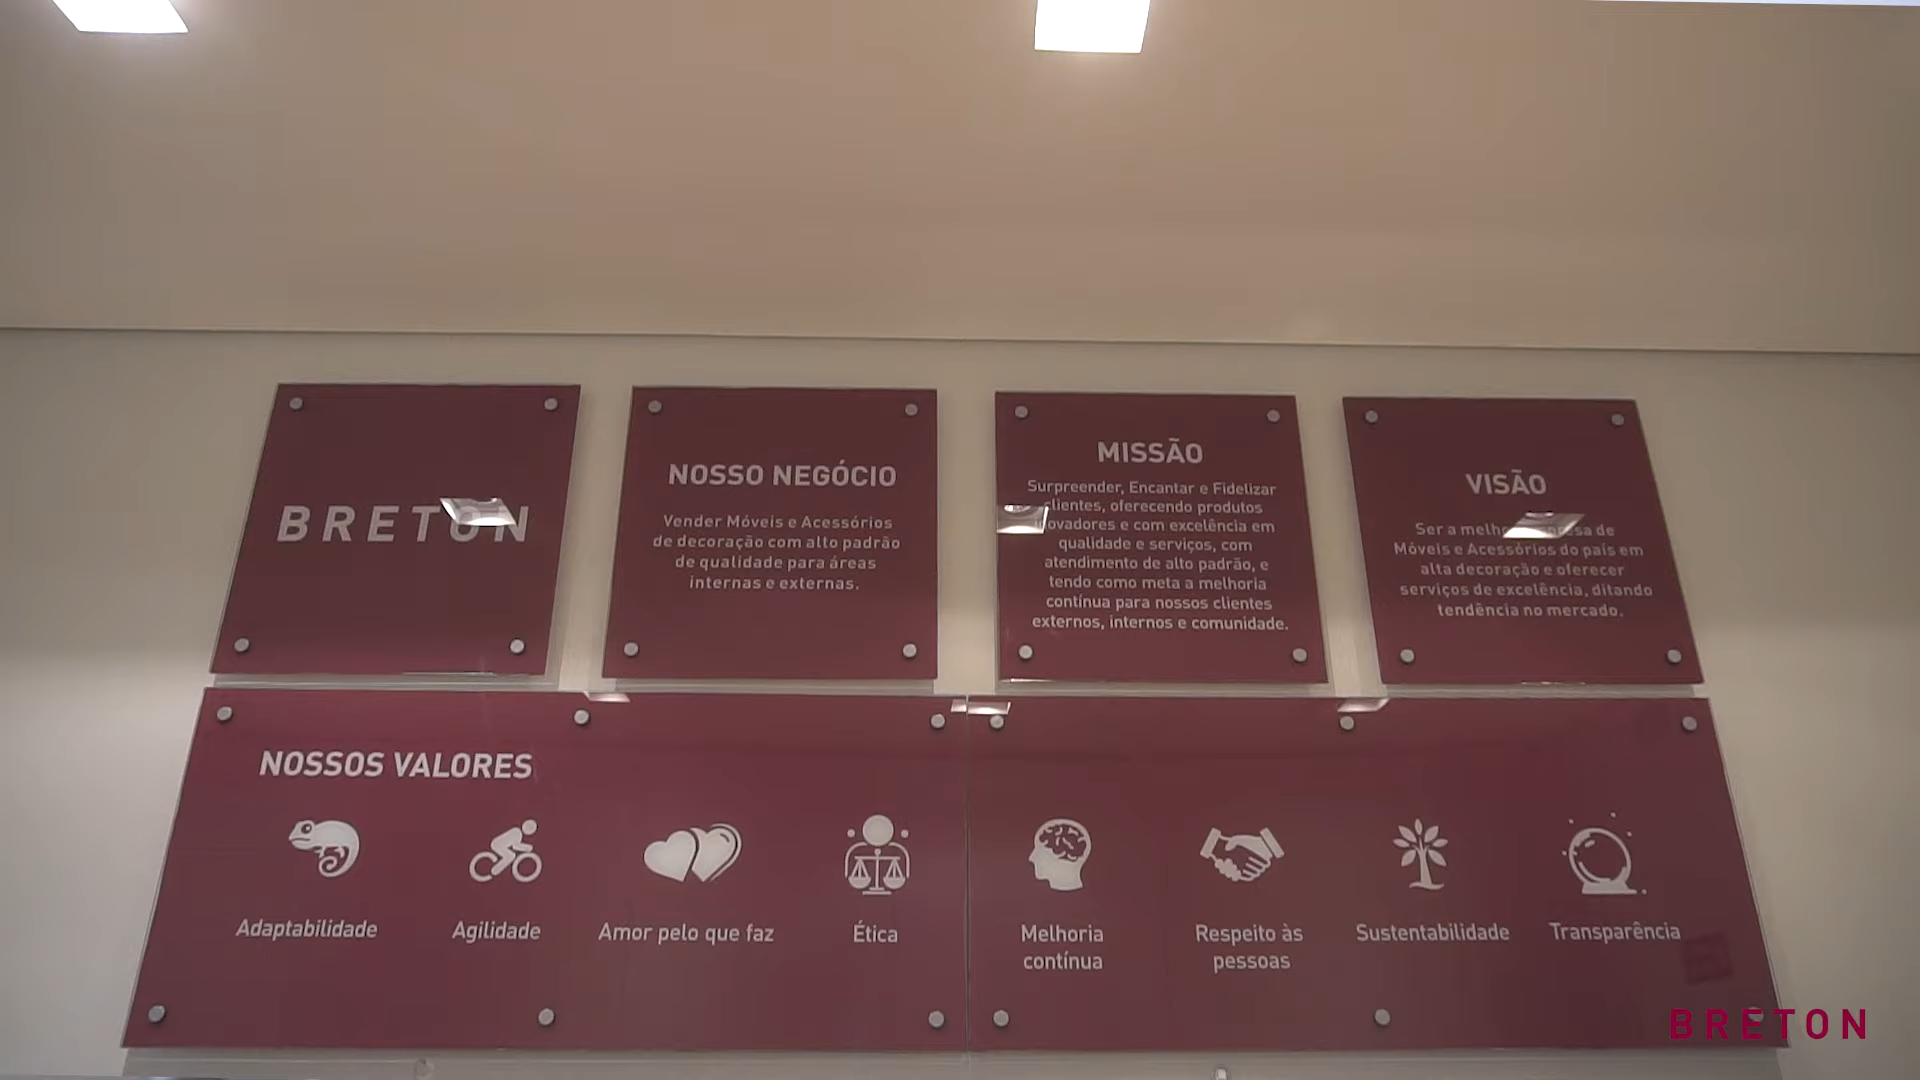 BRETON
NOSSO NEGÓCIO
Vender Móveis e Acessórios
de decoração com alto padrão
de qualidade para áreas
internas e externas.
MISSÃO
Surpreender, Encantar e Fidelizar
clientes, oferecendo produtos
inovadores e com excelência em
qualidade e serviços, com
atendimento de alto padrão, e
tendo como meta a melhoria
contínua para nossos clientes
externos, internos e comunidade.
VISÃO
Ser a melhor empresa de
Móveis e Acessórios do país em
alta decoração e oferecer
serviços de excelência, ditando
tendência no mercado.
NOSSOS VALORES
Adaptabilidade
Agilidade
Amor pelo que faz
Ética
Melhoria
contínua
Respeito às
pessoas
Sustentabilidade
Transparência
BRETON